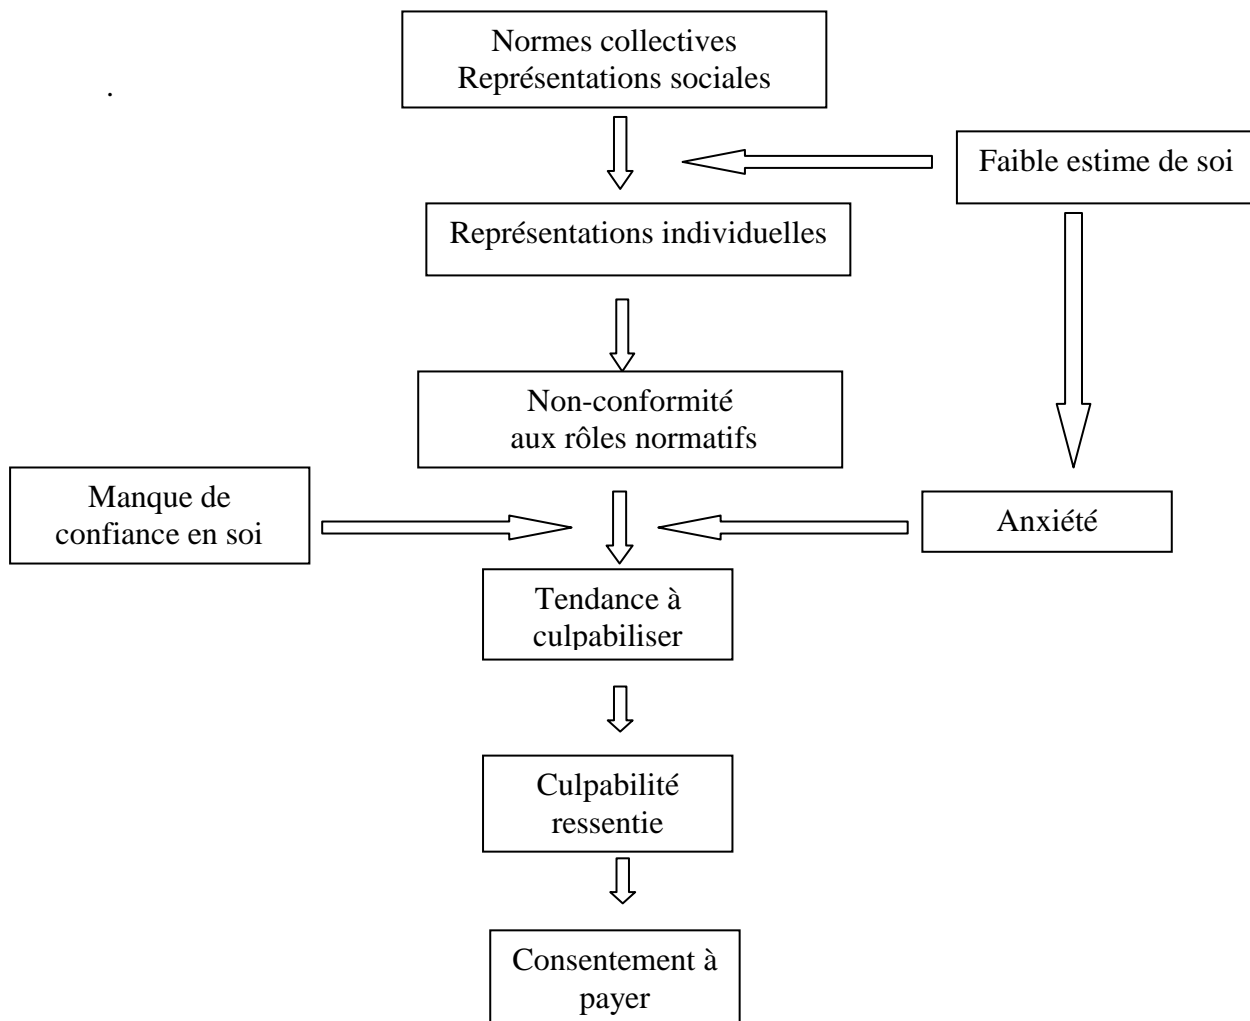 Normes collectives
Représentations sociales
.
Faible estime de soi
Représentations individuelles
Non-conformité
aux rôles normatifs
Manque de
confiance en soi
Anxiété
Tendance à
culpabiliser
Culpabilité
ressentie
Consentement à
payer